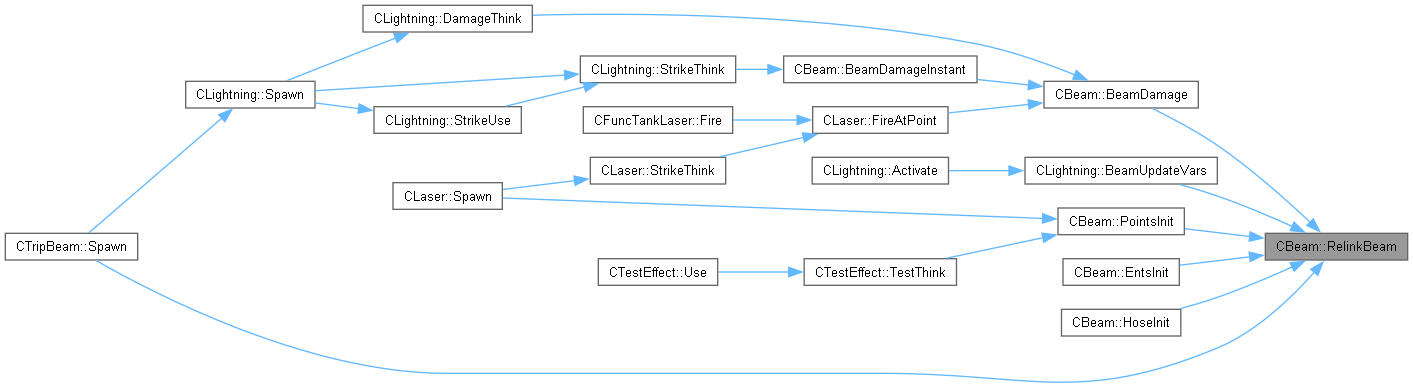 CLightning::DamageThink
CLightning::StrikeThink
CBeam::BeamDamageInstant
CLightning::Spawn
CBeam::BeamDamage
CLightning::StrikeUse
CFuncTankLaser::Fire
CLaser::FireAtPoint
CLaser::StrikeThink
CLightning::Activate
CLightning::BeamUpdateVars
CLaser::Spawn
CBeam::PointsInit
CTripBeam::Spawn
CBeam::RelinkBeam
CTestEffect::Use
CTestEffect::TestThink
CBeam::EntsInit
CBeam::HoseInit